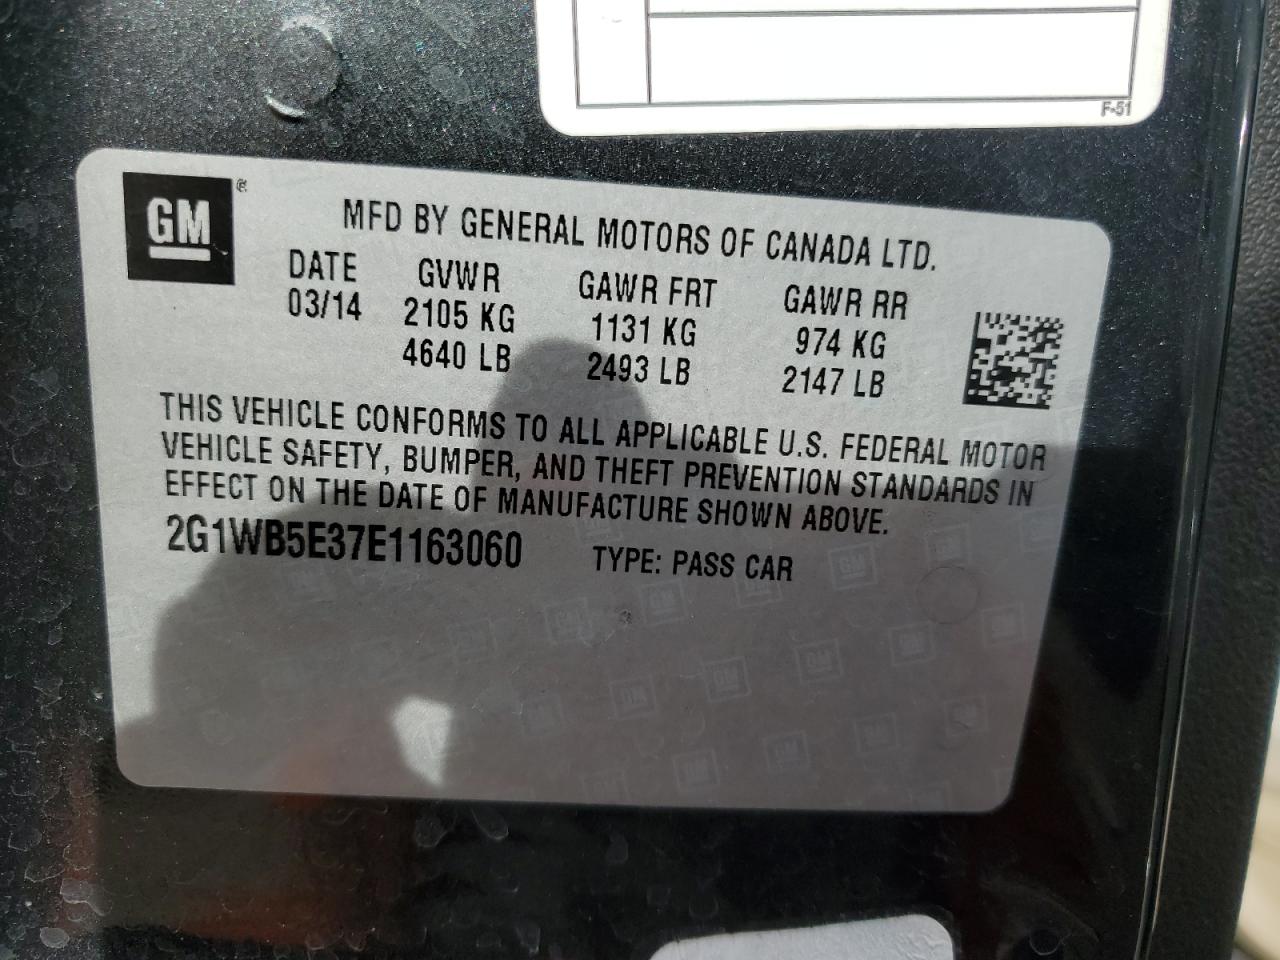 F-51
GM
MFD BY GENERAL MOTORS OF CANADA LTD.
DATE GVWR GAWR FRT GAWR RR
03/14 2105 KG 1131 KG 974 KG
4640 LB 2493 LB 2147 LB
THIS VEHICLE CONFORMS TO ALL APPLICABLE U.S. FEDERAL MOTOR
VEHICLE SAFETY, BUMPER, AND THEFT PREVENTION STANDARDS IN
EFFECT ON THE DATE OF MANUFACTURE SHOWN ABOVE.
2G1WB5E37E1163060 TYPE: PASS CAR